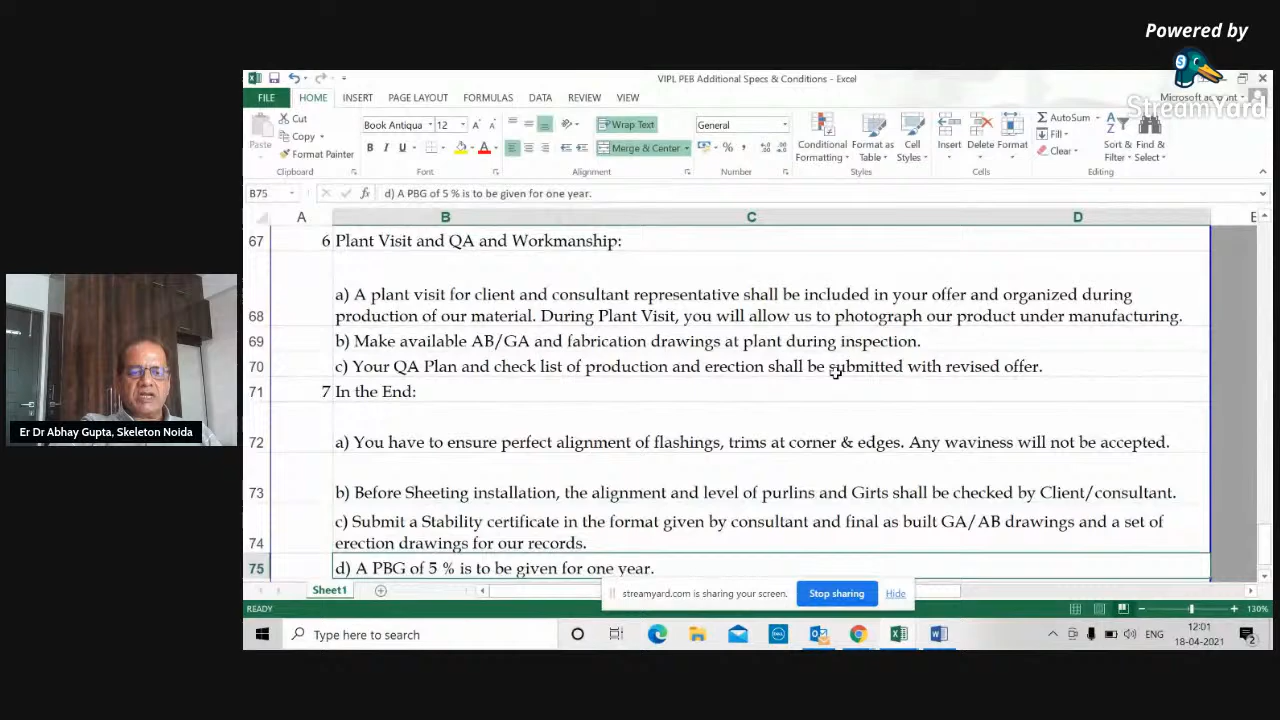 Powered by
StreamYard
VIPL PEB Additional Specs & Conditions - Excel
FILE HOME INSERT PAGE LAYOUT FORMULAS DATA REVIEW VIEW
Microsoft account
Paste
Cut
Copy
Format Painter
Clipboard
Book Antiqua 12
B I U
Font
Wrap Text
Merge & Center
Alignment
General
Number
Conditional Formatting
Format as Table
Cell Styles
Styles
Insert Delete Format
Cells
AutoSum
Fill
Clear
Sort & Filter
Find & Select
Editing
B75 fx d) A PBG of 5 % is to be given for one year.
A B C D E
67 6 Plant Visit and QA and Workmanship:
a) A plant visit for client and consultant representative shall be included in your offer and organized during
68 production of our material. During Plant Visit, you will allow us to photograph our product under manufacturing.
69 b) Make available AB/GA and fabrication drawings at plant during inspection.
70 c) Your QA Plan and check list of production and erection shall be submitted with revised offer.
71 7 In the End:
72 a) You have to ensure perfect alignment of flashings, trims at corner & edges. Any waviness will not be accepted.
73 b) Before Sheeting installation, the alignment and level of purlins and Girts shall be checked by Client/consultant.
c) Submit a Stability certificate in the format given by consultant and final as built GA/AB drawings and a set of
74 erection drawings for our records.
75 d) A PBG of 5 % is to be given for one year.
Er Dr Abhay Gupta, Skeleton Noida
Sheet1
streamyard.com is sharing your screen. Stop sharing Hide
READY 130%
Type here to search
ENG
12:01
18-04-2021
2